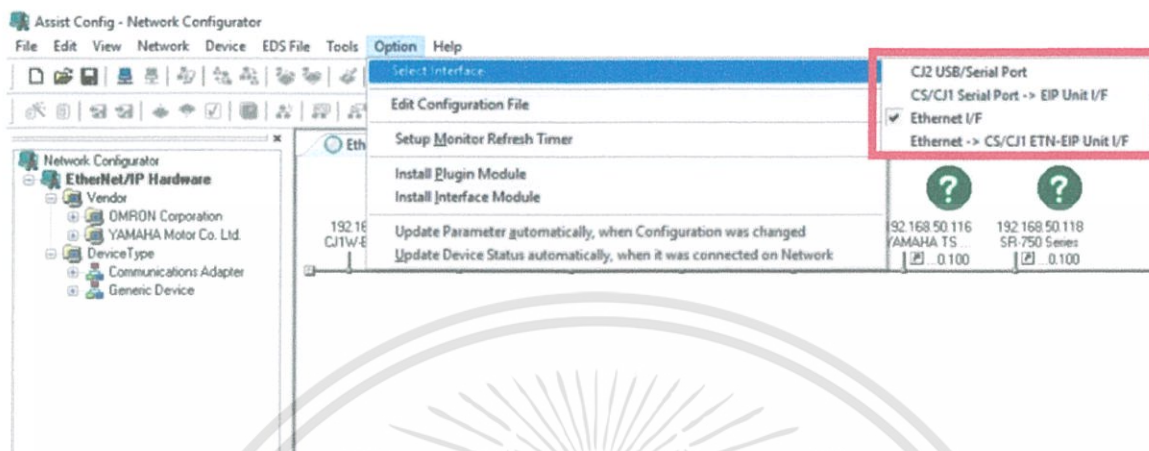 Assist Config - Network Configurator
File Edit View Network Device EDS File Tools Option Help
Select Interface
CJ2 USB/Serial Port
CS/CJ1 Serial Port -> EIP Unit I/F
Ethernet I/F
Ethernet -> CS/CJ1 ETN-EIP Unit I/F
Edit Configuration File
Setup Monitor Refresh Timer
Install Plugin Module
Install Interface Module
Update Parameter automatically, when Configuration was changed
Update Device Status automatically, when it was connected on Network
Network Configurator
EtherNet/IP Hardware
Vendor
OMRON Corporation
YAMAHA Motor Co. Ltd.
DeviceType
Communications Adapter
Generic Device
Eth
192.16
CJ1W-E
92.168.50.116
YAMAHA TS ...
...0.100
192.168.50.118
SR-750 Series
...0.100